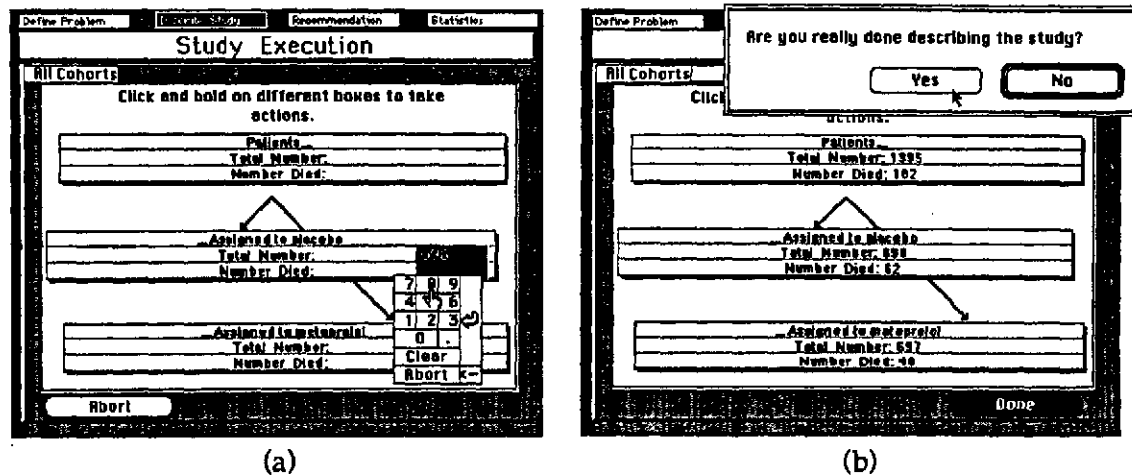 Define Problem
Recommendation
Statistics
Study Execution
All Cohorts
Click and hold on different boxes to take
actions.
Patients
Total Number:
Number Died:
Assigned to placebo
Total Number:
Number Died:
7 8 9
4 6
1 2 3
0 .
Clear
Abort <-
Assigned to metoprolol
Total Number:
Number Died:
Abort
(a)
Define Problem
Are you really done describing the study?
Yes
No
All Cohorts
Click
actions.
Patients
Total Number: 1395
Number Died: 102
Assigned to placebo
Total Number: 698
Number Died: 62
Assigned to metoprolol
Total Number: 697
Number Died: 40
Done
(b)